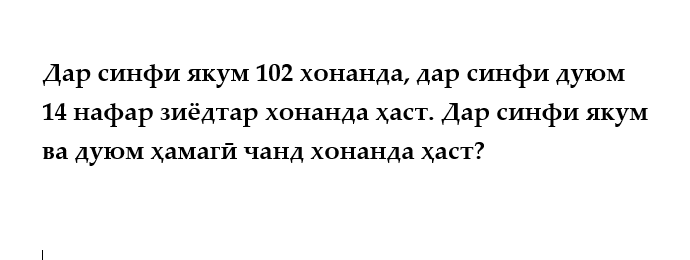 Дар синфи якум 102 хонанда, дар синфи дуюм
14 нафар зиёдтар хонанда ҳаст. Дар синфи якум
ва дуюм ҳамагӣ чанд хонанда ҳаст?